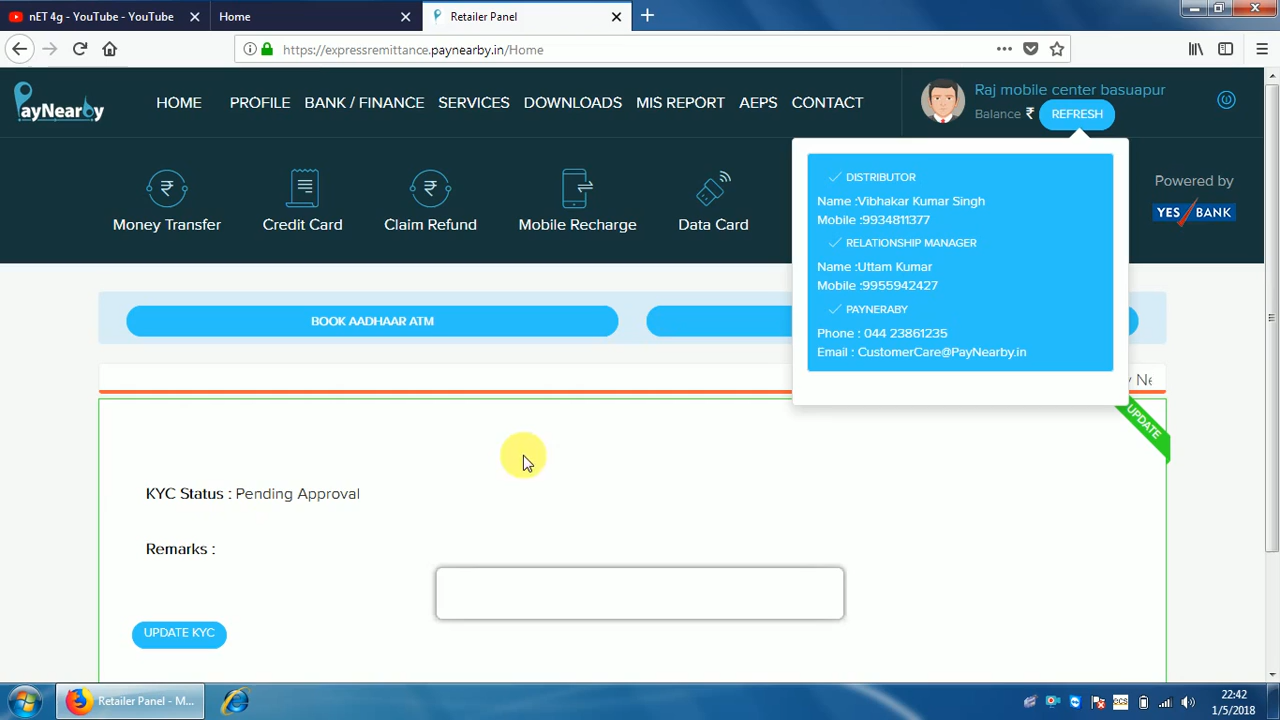 nET 4g - YouTube - YouTube
Home
Retailer Panel
https://expressremittance.paynearby.in/Home
PayNearby
HOME
PROFILE
BANK / FINANCE
SERVICES
DOWNLOADS
MIS REPORT
AEPS
CONTACT
Raj mobile center basuapur
Balance ₹
REFRESH
Money Transfer
Credit Card
Claim Refund
Mobile Recharge
Data Card
Powered by
YES BANK
DISTRIBUTOR
Name :Vibhakar Kumar Singh
Mobile :9934811377
RELATIONSHIP MANAGER
Name :Uttam Kumar
Mobile :9955942427
PAYNERABY
Phone : 044 23861235
Email : CustomerCare@PayNearby.in
BOOK AADHAAR ATM
UPDATE
KYC Status : Pending Approval
Remarks :
UPDATE KYC
Retailer Panel - M...
OCS
22:42
1/5/2018